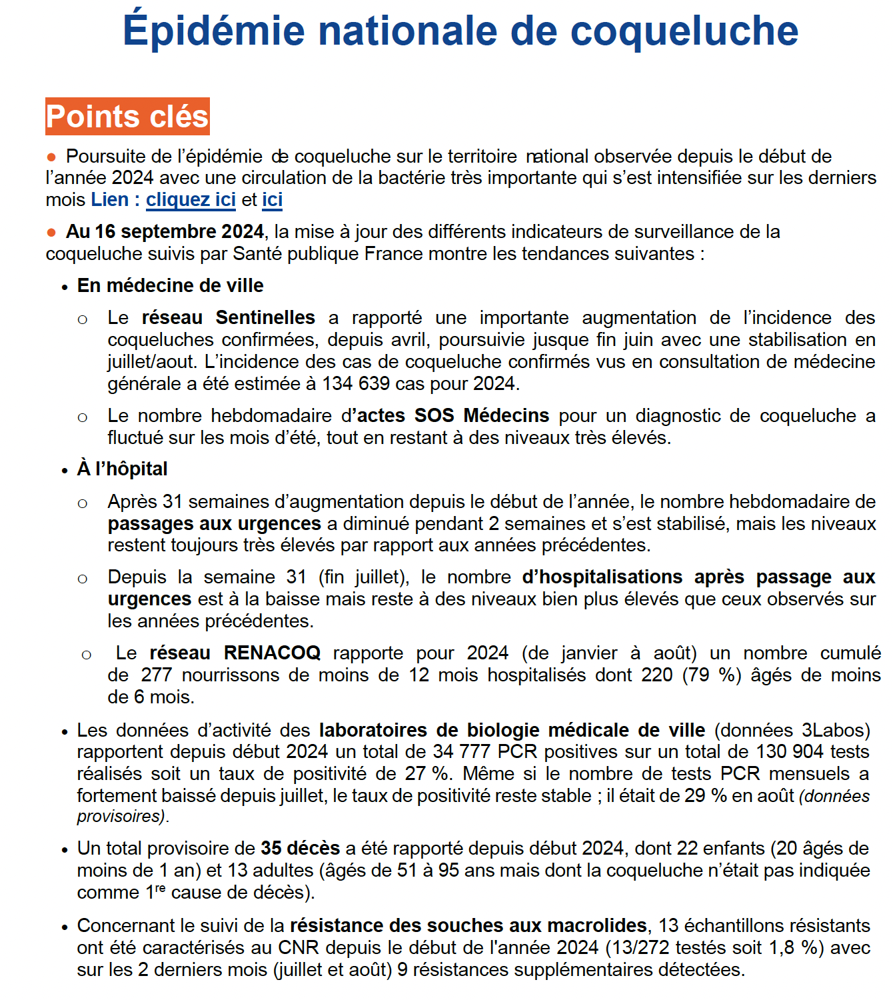 Épidémie nationale de coqueluche
Points clés
● Poursuite de l’épidémie de coqueluche sur le territoire national observée depuis le début de
l’année 2024 avec une circulation de la bactérie très importante qui s’est intensifiée sur les derniers
mois Lien : cliquez ici et ici
● Au 16 septembre 2024, la mise à jour des différents indicateurs de surveillance de la
coqueluche suivis par Santé publique France montre les tendances suivantes :
• En médecine de ville
o Le réseau Sentinelles a rapporté une importante augmentation de l’incidence des
coqueluches confirmées, depuis avril, poursuivie jusque fin juin avec une stabilisation en
juillet/aout. L’incidence des cas de coqueluche confirmés vus en consultation de médecine
générale a été estimée à 134 639 cas pour 2024.
o Le nombre hebdomadaire d’actes SOS Médecins pour un diagnostic de coqueluche a
fluctué sur les mois d’été, tout en restant à des niveaux très élevés.
• À l’hôpital
o Après 31 semaines d’augmentation depuis le début de l’année, le nombre hebdomadaire de
passages aux urgences a diminué pendant 2 semaines et s’est stabilisé, mais les niveaux
restent toujours très élevés par rapport aux années précédentes.
o Depuis la semaine 31 (fin juillet), le nombre d’hospitalisations après passage aux
urgences est à la baisse mais reste à des niveaux bien plus élevés que ceux observés sur
les années précédentes.
o Le réseau RENACOQ rapporte pour 2024 (de janvier à août) un nombre cumulé
de 277 nourrissons de moins de 12 mois hospitalisés dont 220 (79 %) âgés de moins
de 6 mois.
• Les données d’activité des laboratoires de biologie médicale de ville (données 3Labos)
rapportent depuis début 2024 un total de 34 777 PCR positives sur un total de 130 904 tests
réalisés soit un taux de positivité de 27 %. Même si le nombre de tests PCR mensuels a
fortement baissé depuis juillet, le taux de positivité reste stable ; il était de 29 % en août (données
provisoires).
• Un total provisoire de 35 décès a été rapporté depuis début 2024, dont 22 enfants (20 âgés de
moins de 1 an) et 13 adultes (âgés de 51 à 95 ans mais dont la coqueluche n’était pas indiquée
comme 1re cause de décès).
• Concernant le suivi de la résistance des souches aux macrolides, 13 échantillons résistants
ont été caractérisés au CNR depuis le début de l'année 2024 (13/272 testés soit 1,8 %) avec
sur les 2 derniers mois (juillet et août) 9 résistances supplémentaires détectées.